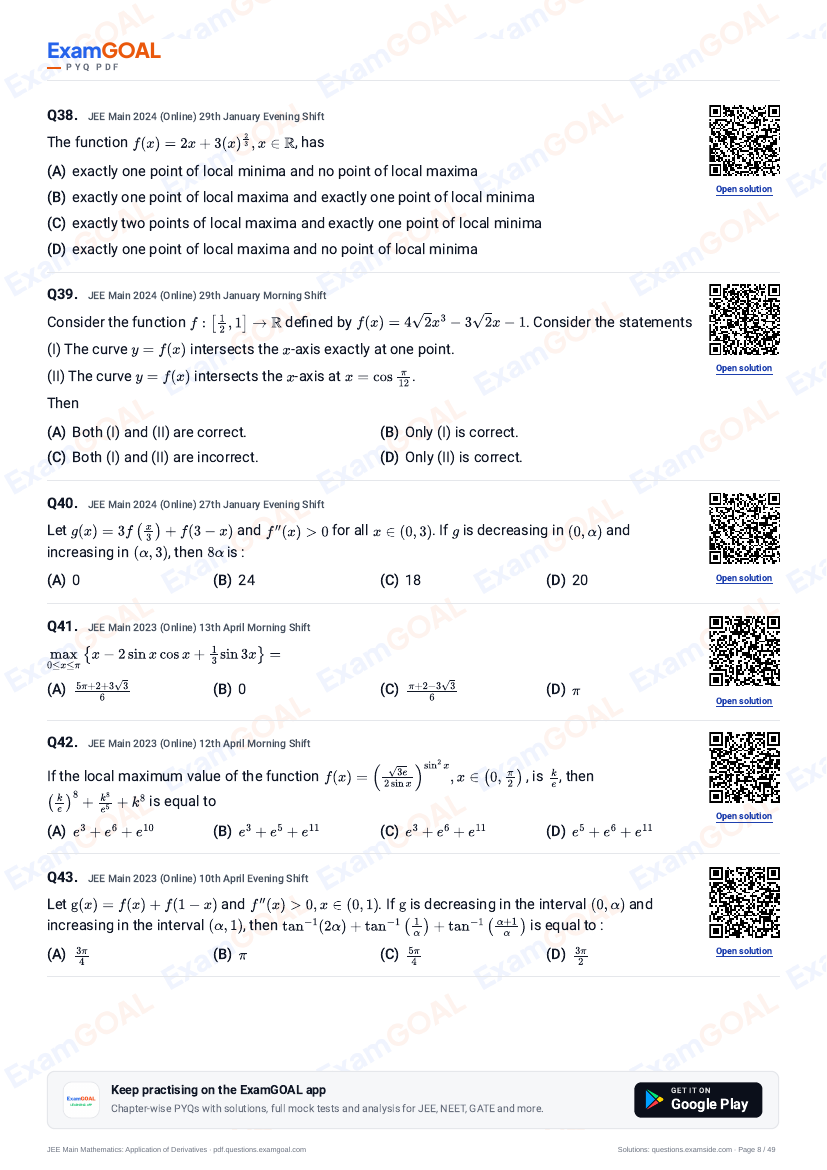 ExamGOAL
PYQ PDF
Q38. JEE Main 2024 (Online) 29th January Evening Shift
The function f(x) = 2x + 3(x)^{2/3}, x ∈ ℝ, has
(A) exactly one point of local minima and no point of local maxima
(B) exactly one point of local maxima and exactly one point of local minima
(C) exactly two points of local maxima and exactly one point of local minima
(D) exactly one point of local maxima and no point of local minima
Open solution
Q39. JEE Main 2024 (Online) 29th January Morning Shift
Consider the function f : [1/2, 1] → ℝ defined by f(x) = 4√2x³ − 3√2x − 1. Consider the statements
(I) The curve y = f(x) intersects the x-axis exactly at one point.
(II) The curve y = f(x) intersects the x-axis at x = cos π/12.
Then
(A) Both (I) and (II) are correct. (B) Only (I) is correct.
(C) Both (I) and (II) are incorrect. (D) Only (II) is correct.
Open solution
Q40. JEE Main 2024 (Online) 27th January Evening Shift
Let g(x) = 3f(x/3) + f(3 − x) and f″(x) > 0 for all x ∈ (0, 3). If g is decreasing in (0, α) and
increasing in (α, 3), then 8α is :
(A) 0 (B) 24 (C) 18 (D) 20
Open solution
Q41. JEE Main 2023 (Online) 13th April Morning Shift
max_{0≤x≤π} {x − 2 sin x cos x + 1/3 sin 3x} =
(A) (5π+2+3√3)/6 (B) 0 (C) (π+2−3√3)/6 (D) π
Open solution
Q42. JEE Main 2023 (Online) 12th April Morning Shift
If the local maximum value of the function f(x) = (√3e/(2 sin x))^{sin² x}, x ∈ (0, π/2) , is k/e, then
(k/e)^8 + k^8/e^5 + k^8 is equal to
(A) e³ + e⁶ + e¹⁰ (B) e³ + e⁵ + e¹¹ (C) e³ + e⁶ + e¹¹ (D) e⁵ + e⁶ + e¹¹
Open solution
Q43. JEE Main 2023 (Online) 10th April Evening Shift
Let g(x) = f(x) + f(1 − x) and f″(x) > 0, x ∈ (0, 1). If g is decreasing in the interval (0, α) and
increasing in the interval (α, 1), then tan⁻¹(2α) + tan⁻¹(1/α) + tan⁻¹((α+1)/α) is equal to :
(A) 3π/4 (B) π (C) 5π/4 (D) 3π/2
Open solution
Keep practising on the ExamGOAL app
Chapter-wise PYQs with solutions, full mock tests and analysis for JEE, NEET, GATE and more.
GET IT ON
Google Play
JEE Main Mathematics: Application of Derivatives · pdf.questions.examgoal.com
Solutions: questions.examside.com · Page 8 / 49